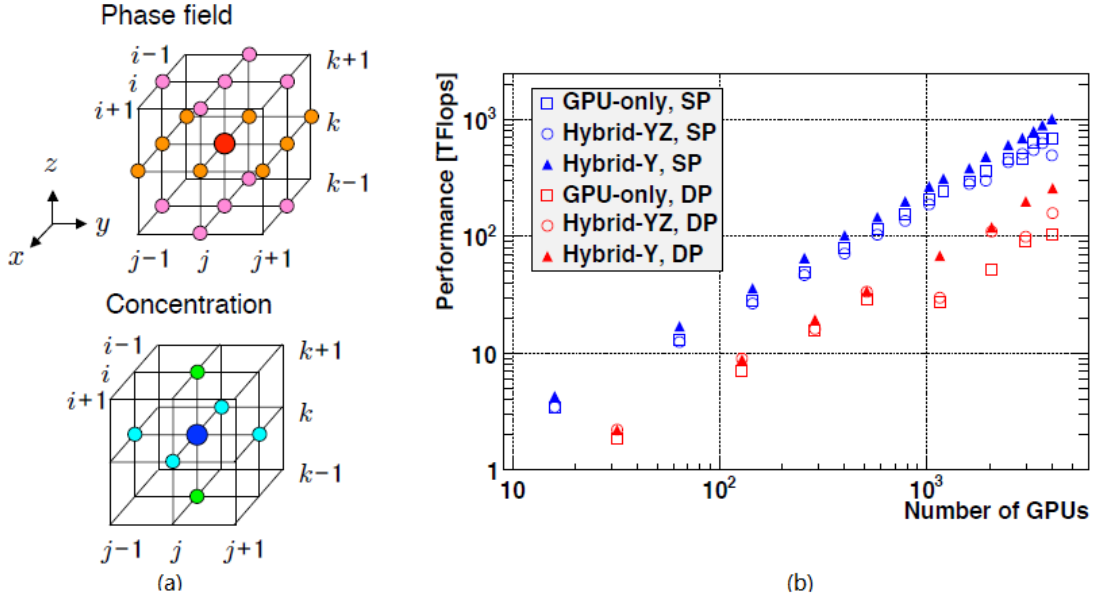 Phase field
i−1
i
i+1
k+1
k
k−1
j−1 j j+1
z
y
x
Concentration
i−1
i
i+1
k+1
k
k−1
j−1 j j+1
(a)
Performance [TFlops]
10³
10²
10
1
GPU-only, SP
Hybrid-YZ, SP
Hybrid-Y, SP
GPU-only, DP
Hybrid-YZ, DP
Hybrid-Y, DP
10 10² 10³
Number of GPUs
(b)